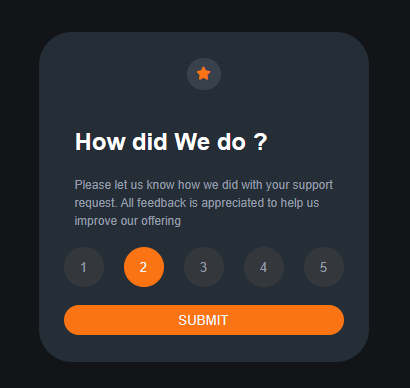 How did We do ?
Please let us know how we did with your support
request. All feedback is appreciated to help us
improve our offering
1 2 3 4 5
SUBMIT